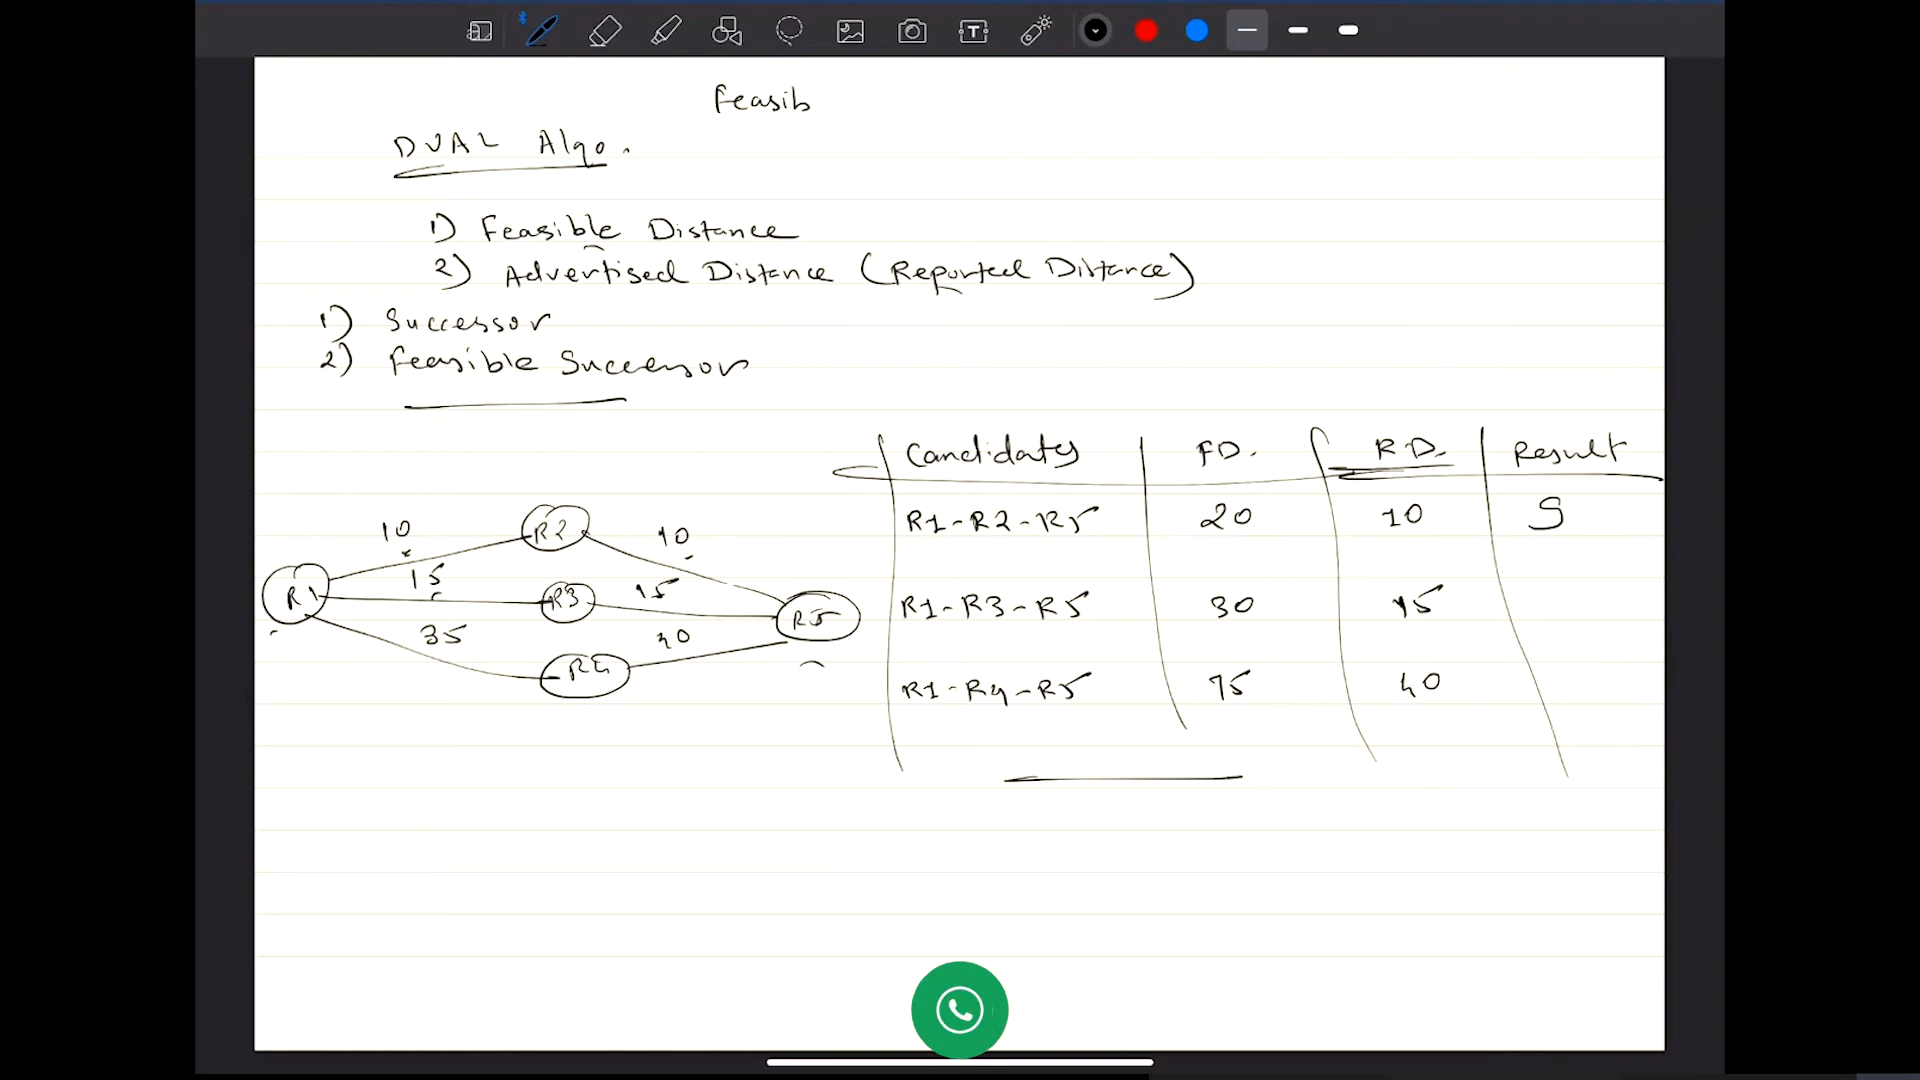 Feasib
DUAL Algo.
1) Feasible Distance
2) Advertised Distance (Reported Distance)
1) Successor
2) Feasible Successor
Candidates FD. RD. Result
R1-R2-R5 20 10 S
R1-R3-R5 30 15
R1-R4-R5 75 40
10 R2 10
R1 15 R3 15 R5
35 R4 40